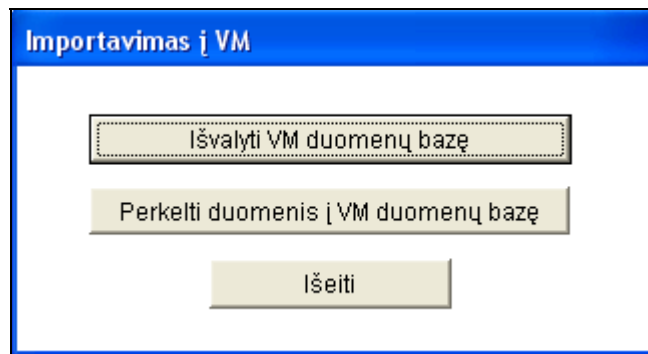 Importavimas į VM
Išvalyti VM duomenų bazę
Perkelti duomenis į VM duomenų bazę
Išeiti